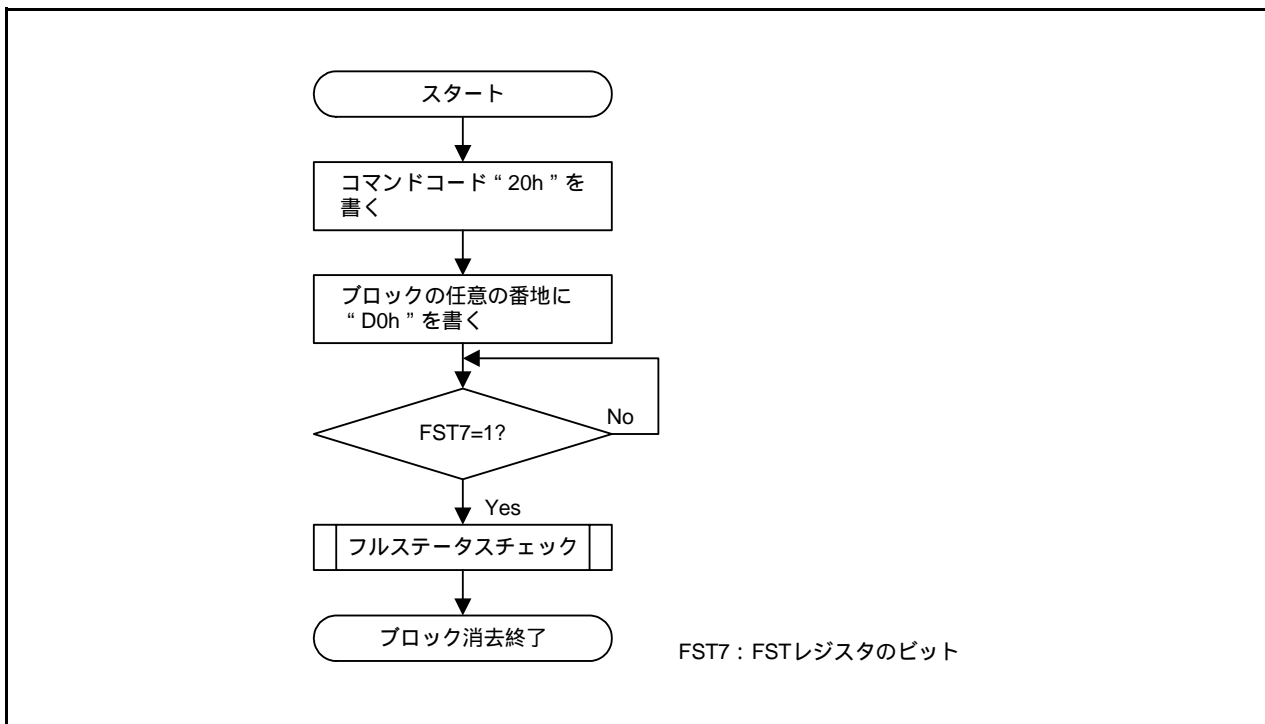 スタート
コマンドコード“20h”を
書く
ブロックの任意の番地に
“D0h”を書く
FST7=1?
No
Yes
フルステータスチェック
ブロック消去終了
FST7：FSTレジスタのビット